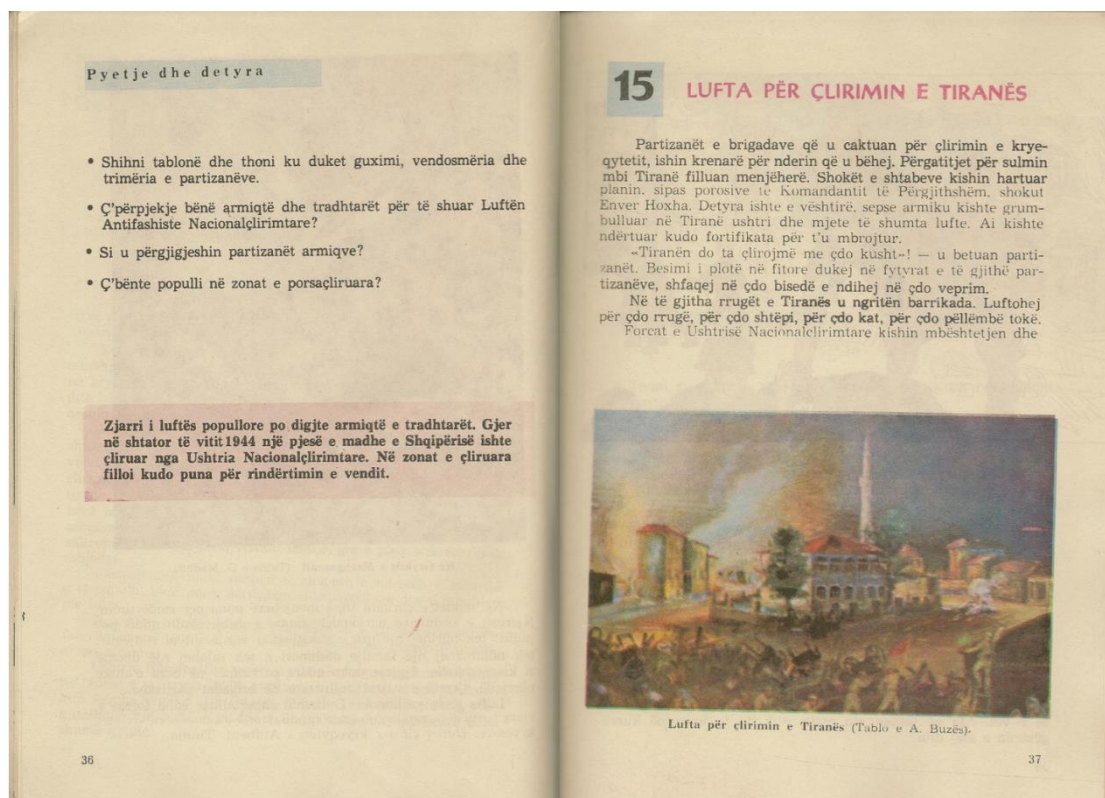 Pyetje dhe detyra
• Shihni tablonë dhe thoni ku duket guximi, vendosmëria dhe
trimëria e partizanëve.
• Ç'përpjekje bënë armiqtë dhe tradhtarët për të shuar Luftën
Antifashiste Nacionalçlirimtare?
• Si u përgjigjeshin partizanët armiqve?
• Ç'bënte populli në zonat e porsaçliruara?
Zjarri i luftës popullore po digjte armiqtë e tradhtarët. Gjer
në shtator të vitit 1944 një pjesë e madhe e Shqipërisë ishte
çliruar nga Ushtria Nacionalçlirimtare. Në zonat e çliruara
filloi kudo puna për rindërtimin e vendit.
36
15 LUFTA PËR ÇLIRIMIN E TIRANËS
Partizanët e brigadave që u caktuan për çlirimin e krye-
qytetit, ishin krenarë për nderin që u bëhej. Përgatitjet për sulmin
mbi Tiranë filluan menjëherë. Shokët e shtabeve kishin hartuar
planin, sipas porosive të Komandantit të Përgjithshëm, shokut
Enver Hoxha. Detyra ishte e vështirë, sepse armiku kishte grum-
bulluar në Tiranë ushtri dhe mjete të shumta lufte. Ai kishte
ndërtuar kudo fortifikata për t'u mbrojtur.
«Tiranën do ta çlirojmë me çdo kusht»! — u betuan parti-
zanët. Besimi i plotë në fitore dukej në fytyrat e të gjithë par-
tizanëve, shfaqej në çdo bisedë e ndihej në çdo veprim.
Në të gjitha rrugët e Tiranës u ngritën barrikada. Luftohej
për çdo rrugë, për çdo shtëpi, për çdo kat, për çdo pëllëmbë tokë.
Forcat e Ushtrisë Nacionalçlirimtare kishin mbështetjen dhe
Lufta për çlirimin e Tiranës (Tablo e A. Buzës).
37